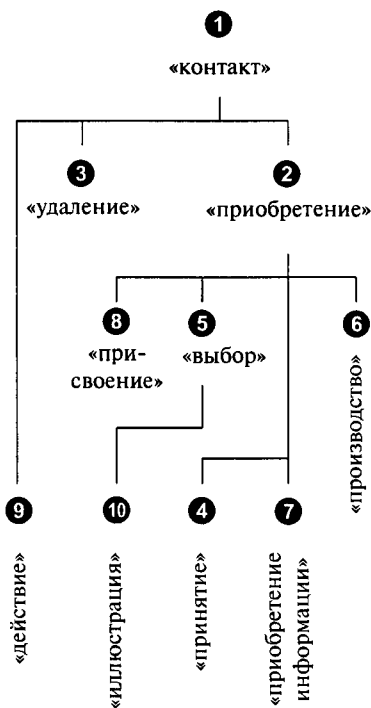 1
«контакт»
3
2
«удаление»
«приобретение»
8
5
6
«при-
своение»
«выбор»
«производство»
9
10
4
7
«действие»
«иллюстрация»
«принятие»
«приобретение
информации»